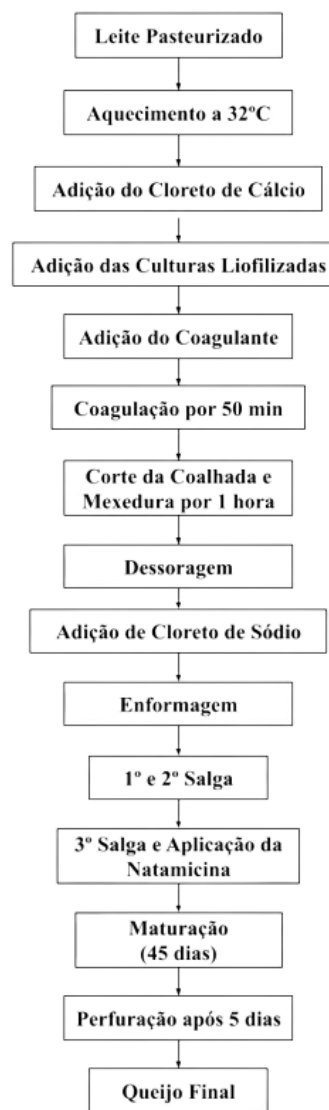 Leite Pasteurizado
Aquecimento a 32ºC
Adição do Cloreto de Cálcio
Adição das Culturas Liofilizadas
Adição do Coagulante
Coagulação por 50 min
Corte da Coalhada e
Mexedura por 1 hora
Dessoragem
Adição de Cloreto de Sódio
Enformagem
1º e 2º Salga
3º Salga e Aplicação da
Natamicina
Maturação
(45 dias)
Perfuração após 5 dias
Queijo Final